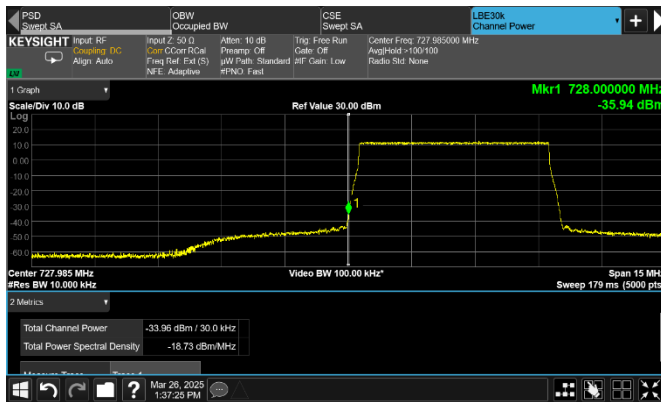 PSD
Swept SA
OBW
Occupied BW
CSE
Swept SA
LBE30k
Channel Power
KEYSIGHT
Input: RF
Coupling: DC
Align: Auto
Input Z: 50 Ω
Corr CCorr RCal
Freq Ref: Ext (S)
NFE: Adaptive
Atten: 10 dB
Preamp: Off
µW Path: Standard
#PNO: Fast
Trig: Free Run
Gate: Off
#IF Gain: Low
Center Freq: 727.985000 MHz
Avg|Hold:>100/100
Radio Std: None
LXI
1 Graph
Mkr1 728.000000 MHz
Scale/Div 10.0 dB
Ref Value 30.00 dBm
-35.94 dBm
Log
20.0
10.0
0.00
-10.0
-20.0
-30.0
-40.0
-50.0
-60.0
1
Center 727.985 MHz
Video BW 100.00 kHz*
Span 15 MHz
#Res BW 10.000 kHz
Sweep 179 ms (5000 pts)
2 Metrics
Total Channel Power -33.96 dBm / 30.0 kHz
Total Power Spectral Density -18.73 dBm/MHz
Measure Trace Trace 1
?
Mar 26, 2025
1:37:25 PM